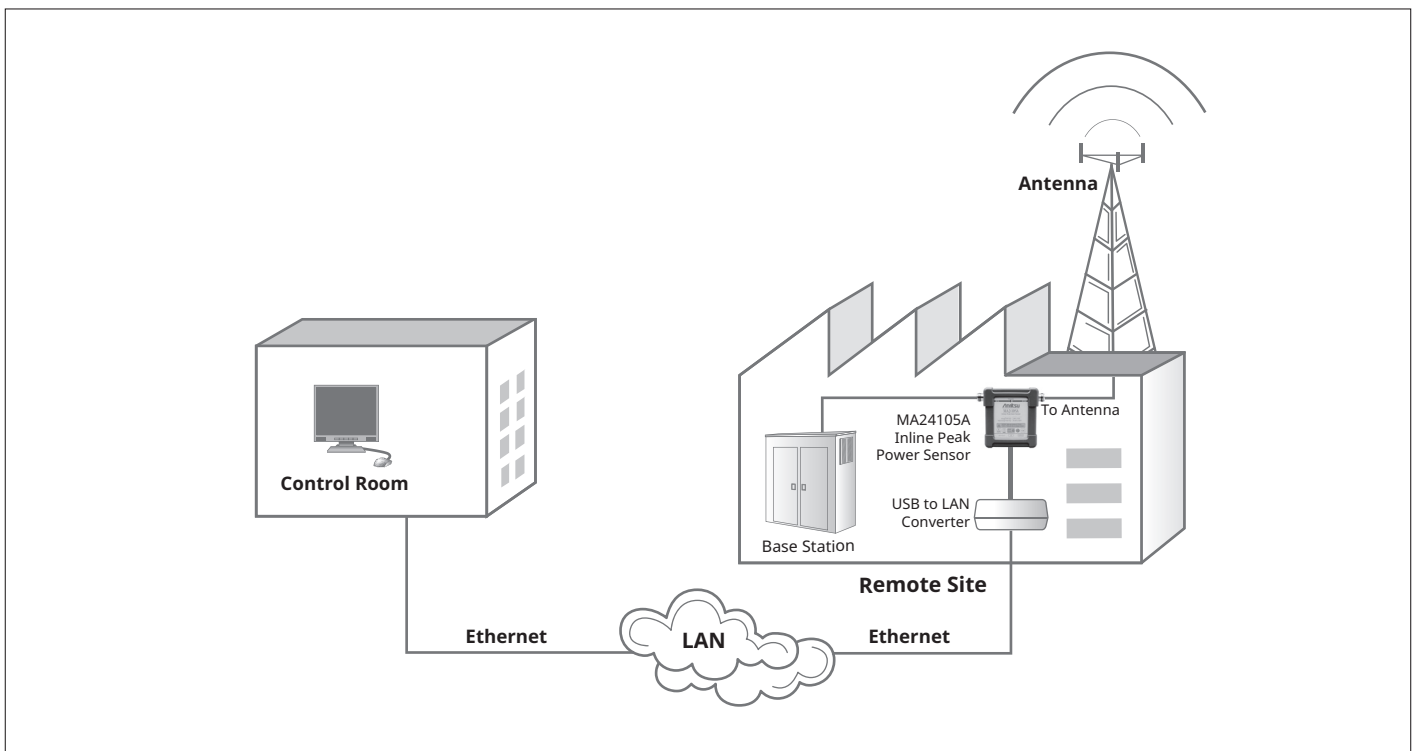 Antenna
To Antenna
MA24105A
Inline Peak
Power Sensor
Control Room
USB to LAN
Converter
Base Station
Remote Site
Ethernet
LAN
Ethernet